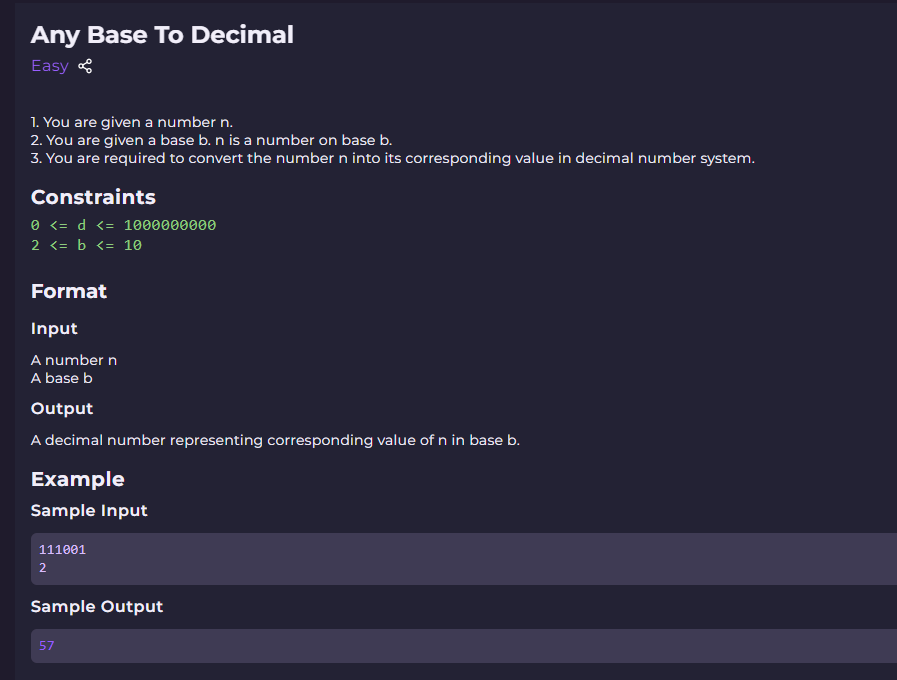 Any Base To Decimal
Easy
1. You are given a number n.
2. You are given a base b. n is a number on base b.
3. You are required to convert the number n into its corresponding value in decimal number system.
Constraints
0 <= d <= 1000000000
2 <= b <= 10
Format
Input
A number n
A base b
Output
A decimal number representing corresponding value of n in base b.
Example
Sample Input
111001
2
Sample Output
57